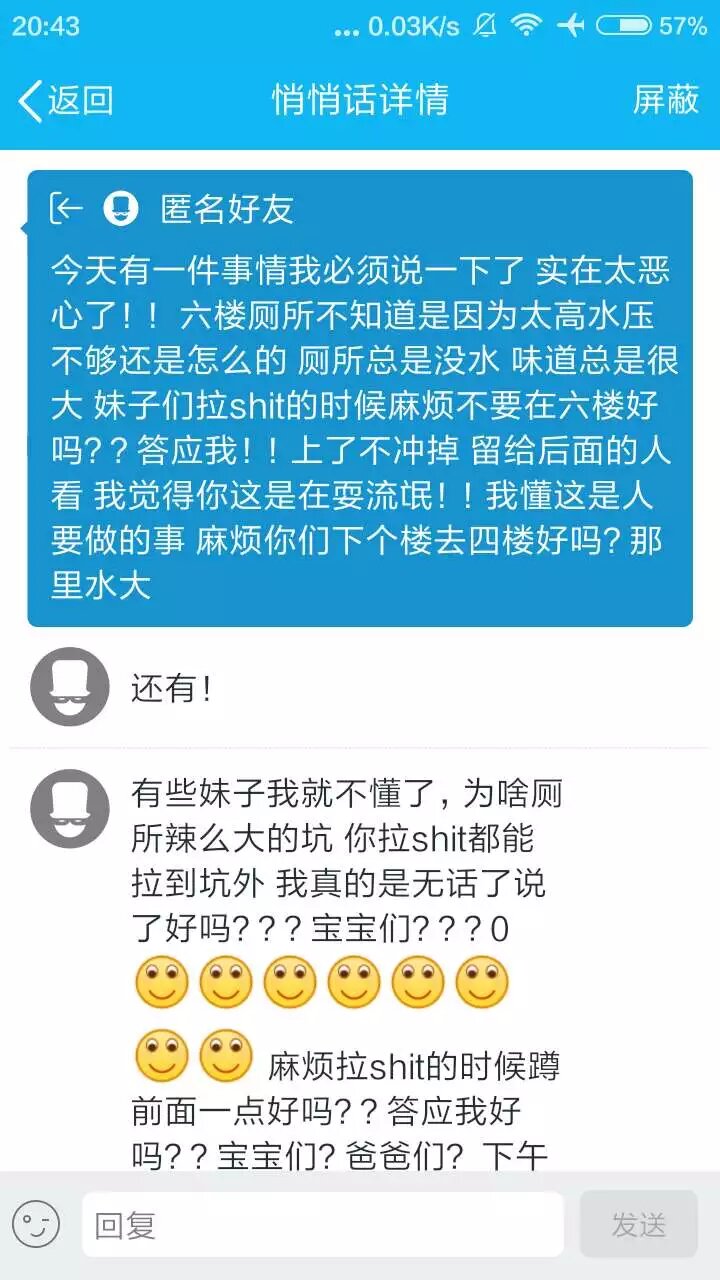 20:43 ... 0.03K/s 57%
返回 悄悄话详情 屏蔽
匿名好友
今天有一件事情我必须说一下了 实在太恶
心了！！ 六楼厕所不知道是因为太高水压
不够还是怎么的 厕所总是没水 味道总是很
大 妹子们拉shit的时候麻烦不要在六楼好
吗？？答应我！！上了不冲掉 留给后面的人
看 我觉得你这是在耍流氓！！我懂这是人
要做的事 麻烦你们下个楼去四楼好吗？那
里水大
还有！
有些妹子我就不懂了，为啥厕
所辣么大的坑 你拉shit都能
拉到坑外 我真的是无话了说
了好吗？？？宝宝们？？？0
麻烦拉shit的时候蹲
前面一点好吗？？答应我好
吗？？宝宝们？爸爸们？ 下午
回复 发送